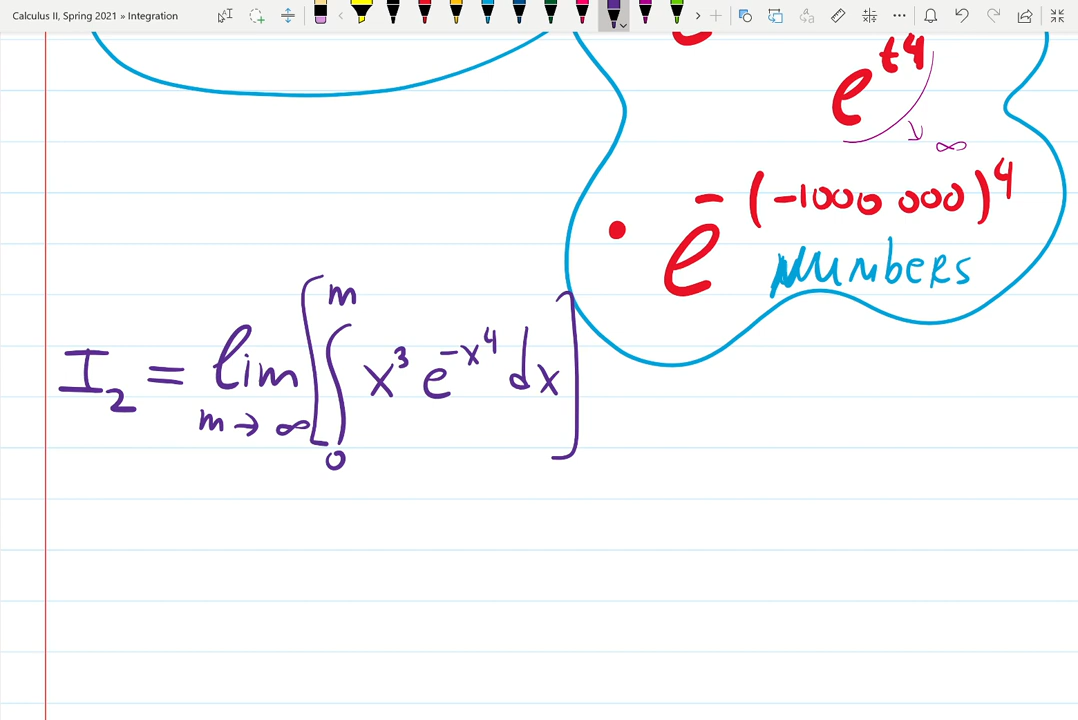 Calculus II, Spring 2021 » Integration
e^{t^4}
∞
• e^{-(-1000 000)^4}
Numbers
I_2 = lim_{m→∞} [∫_0^m x^3 e^{-x^4} dx]